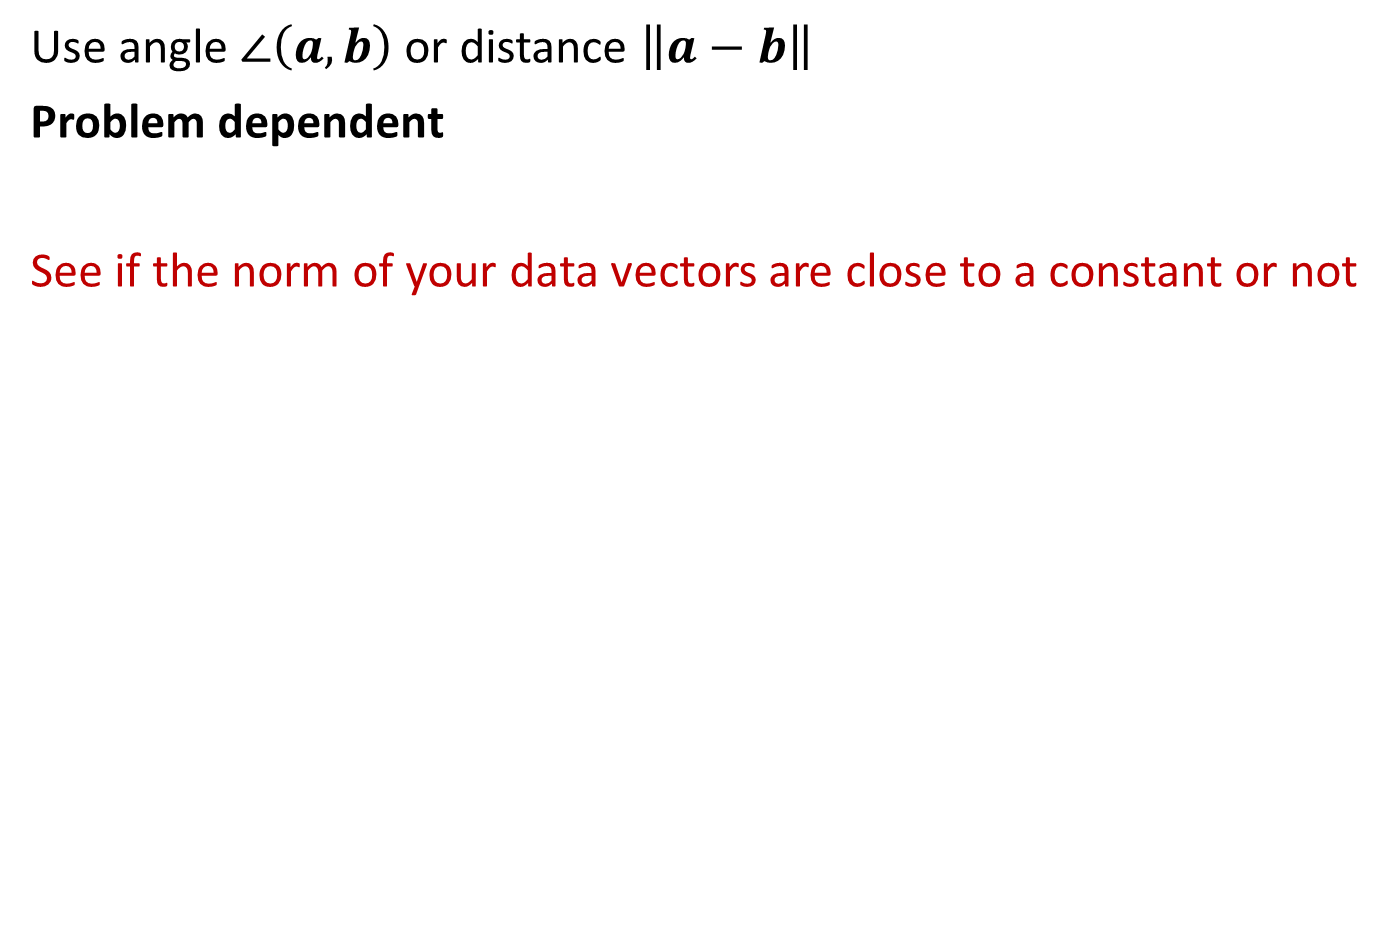 Use angle ∠(a, b) or distance ‖a − b‖
Problem dependent
See if the norm of your data vectors are close to a constant or not